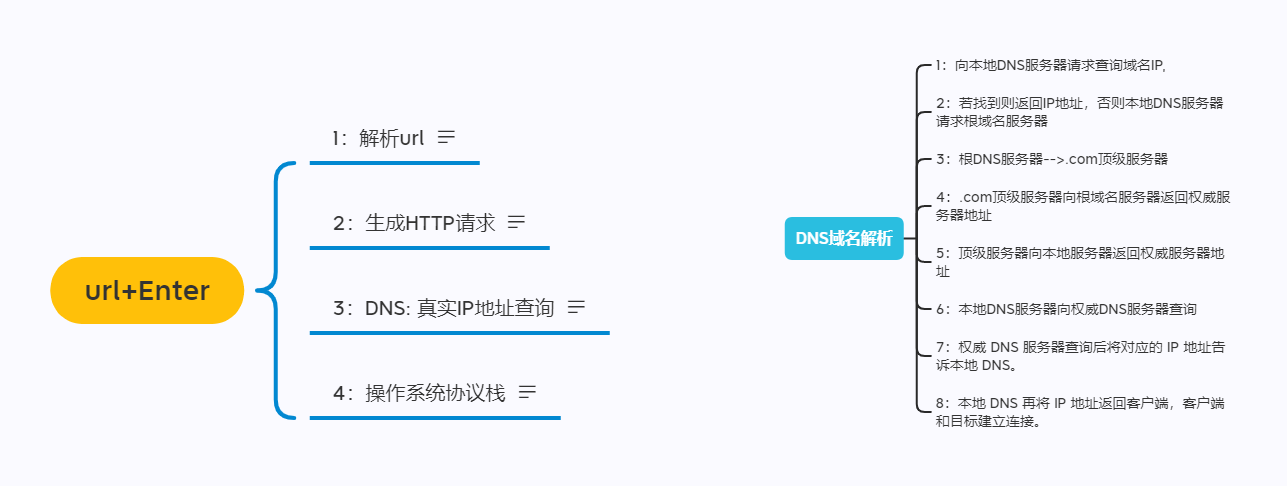 url+Enter
1：解析url
2：生成HTTP请求
3：DNS: 真实IP地址查询
4：操作系统协议栈
DNS域名解析
1：向本地DNS服务器请求查询域名IP,
2：若找到则返回IP地址，否则本地DNS服务器
请求根域名服务器
3：根DNS服务器-->.com顶级服务器
4：.com顶级服务器向根域名服务器返回权威服
务器地址
5：顶级服务器向本地服务器返回权威服务器地
址
6：本地DNS服务器向权威DNS服务器查询
7：权威 DNS 服务器查询后将对应的 IP 地址告
诉本地 DNS。
8：本地 DNS 再将 IP 地址返回客户端，客户端
和目标建立连接。